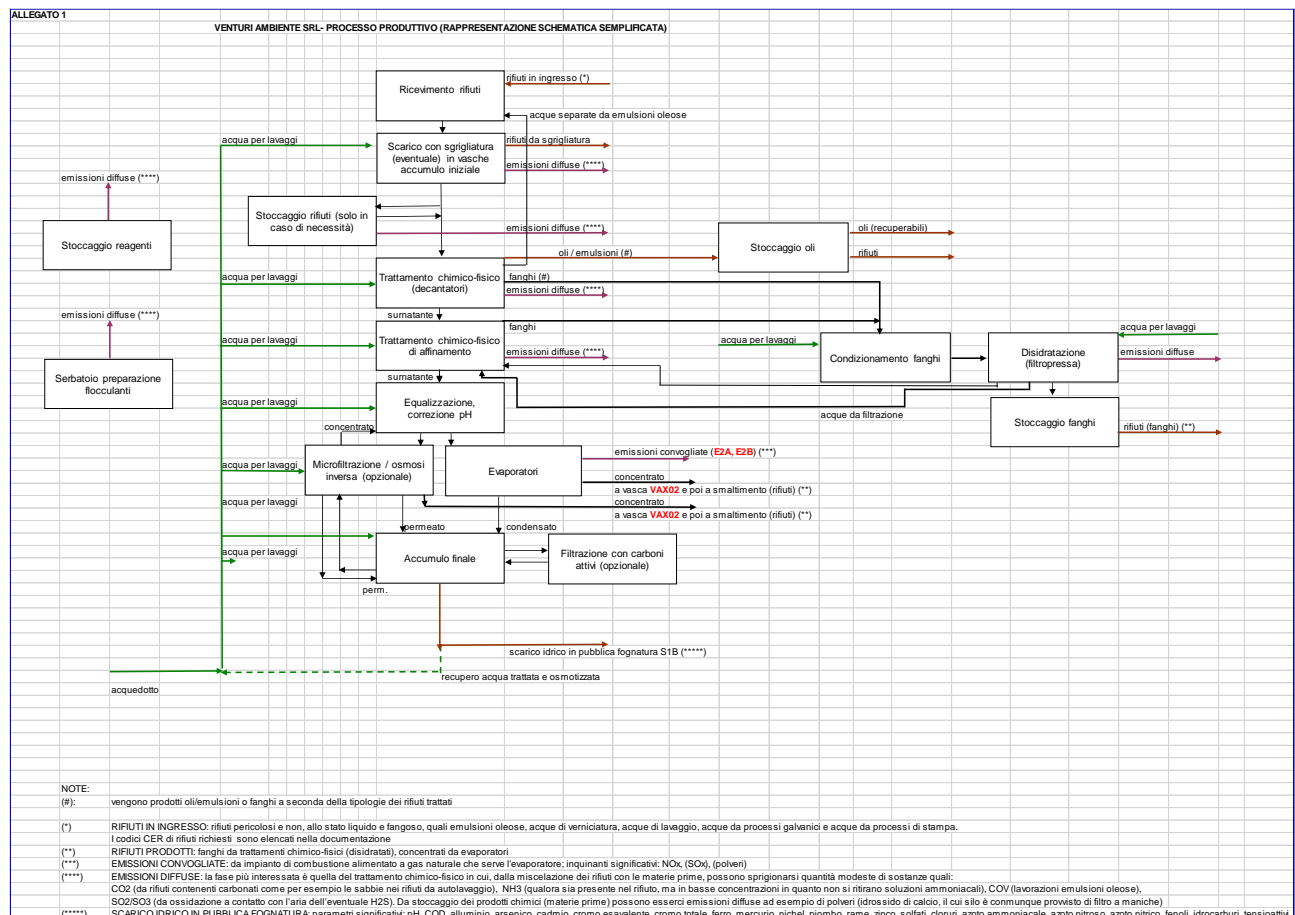 ALLEGATO 1
VENTURI AMBIENTE SRL- PROCESSO PRODUTTIVO (RAPPRESENTAZIONE SCHEMATICA SEMPLIFICATA)
rifiuti in ingresso (*)
Ricevimento rifiuti
acque separate da emulsioni oleose
acqua per lavaggi
Scarico con sgrigliatura
(eventuale) in vasche
accumulo iniziale
rifiuti da sgrigliatura
emissioni diffuse (****)
emissioni diffuse (****)
Stoccaggio reagenti
Stoccaggio rifiuti (solo in
caso di necessità)
emissioni diffuse (****)
Stoccaggio oli
oli (recuperabili)
rifiuti
oli / emulsioni (#)
acqua per lavaggi
Trattamento chimico-fisico
(decantatori)
fanghi (#)
emissioni diffuse (****)
surnatante
emissioni diffuse (****)
Serbatoio preparazione
flocculanti
fanghi
acqua per lavaggi
Trattamento chimico-fisico
di affinamento
emissioni diffuse (****)
acqua per lavaggi
Condizionamento fanghi
Disidratazione
(filtropressa)
acqua per lavaggi
emissioni diffuse
surnatante
acqua per lavaggi
Equalizzazione,
correzione pH
acque da filtrazione
Stoccaggio fanghi
rifiuti (fanghi) (**)
concentrato
acqua per lavaggi
Microfiltrazione / osmosi
inversa (opzionale)
Evaporatori
emissioni convogliate (E2A, E2B) (***)
concentrato
a vasca VAX02 e poi a smaltimento (rifiuti) (**)
concentrato
a vasca VAX02 e poi a smaltimento (rifiuti) (**)
acqua per lavaggi
permeato
condensato
acqua per lavaggi
Accumulo finale
Filtrazione con carboni
attivi (opzionale)
perm.
scarico idrico in pubblica fognatura S1B (*****)
recupero acqua trattata e osmotizzata
acquedotto
NOTE:
(#): vengono prodotti oli/emulsioni o fanghi a seconda della tipologie dei rifiuti trattati
(*) RIFIUTI IN INGRESSO: rifiuti pericolosi e non, allo stato liquido e fangoso, quali emulsioni oleose, acque di verniciatura, acque di lavaggio, acque da processi galvanici e acque da processi di stampa.
I codici CER di rifiuti richiesti sono elencati nella documentazione
(**) RIFIUTI PRODOTTI: fanghi da trattamenti chimico-fisici (disidratati), concentrati da evaporatori
(***) EMISSIONI CONVOGLIATE: da impianto di combustione alimentato a gas naturale che serve l'evaporatore; inquinanti significativi: NOx, (SOx), (polveri)
(****) EMISSIONI DIFFUSE: la fase più interessata è quella del trattamento chimico-fisico in cui, dalla miscelazione dei rifiuti con le materie prime, possono sprigionarsi quantità modeste di sostanze quali:
CO2 (da rifiuti contenenti carbonati come per esempio le sabbie nei rifiuti da autolavaggio), NH3 (qualora sia presente nel rifiuto, ma in basse concentrazioni in quanto non si ritirano soluzioni ammoniacali), COV (lavorazioni emulsioni oleose),
SO2/SO3 (da ossidazione a contatto con l'aria dell'eventuale H2S). Da stoccaggio dei prodotti chimici (materie prime) possono esserci emissioni diffuse ad esempio di polveri (idrossido di calcio, il cui silo è conmunque provvisto di filtro a maniche)
(*****) SCARICO IDRICO IN PUBBLICA FOGNATURA: parametri significativi: pH, COD, alluminio, arsenico, cadmio, cromo esavalente, cromo totale, ferro, mercurio, nichel, piombo, rame, zinco, solfati, cloruri, azoto ammoniacale, azoto nitroso, azoto nitrico, fenoli, idrocarburi, tensioattivi